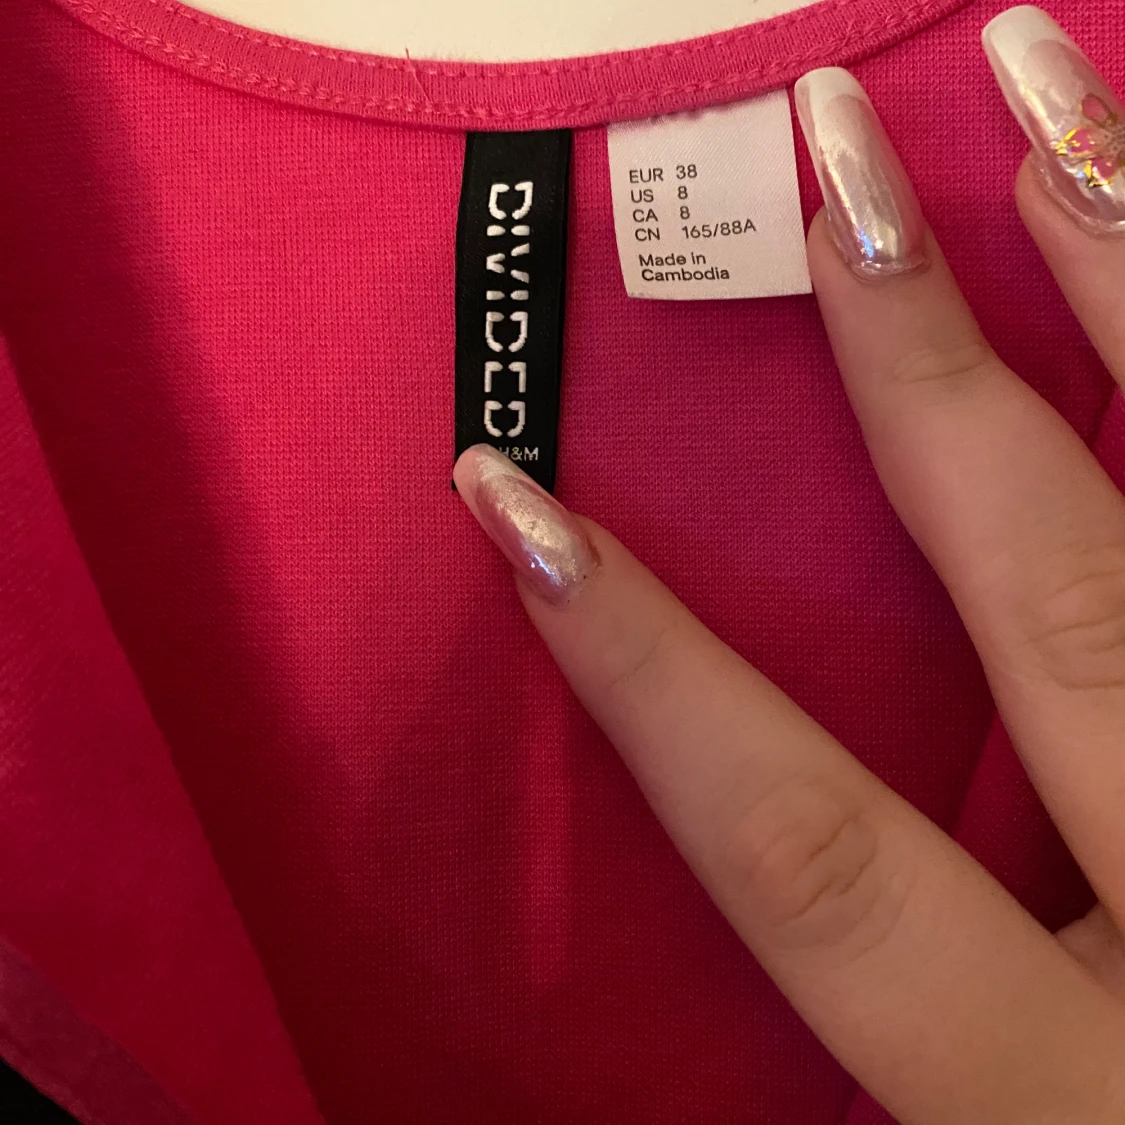 DIVIDED
H&M
EUR 38
US 8
CA 8
CN 165/88A
Made in
Cambodia